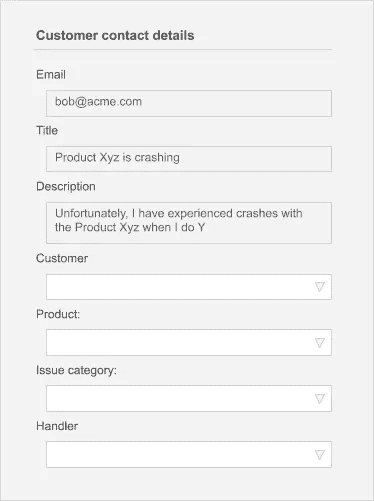 Customer contact details
Email
bob@acme.com
Title
Product Xyz is crashing
Description
Unfortunately, I have experienced crashes with
the Product Xyz when I do Y
Customer
Product:
Issue category:
Handler